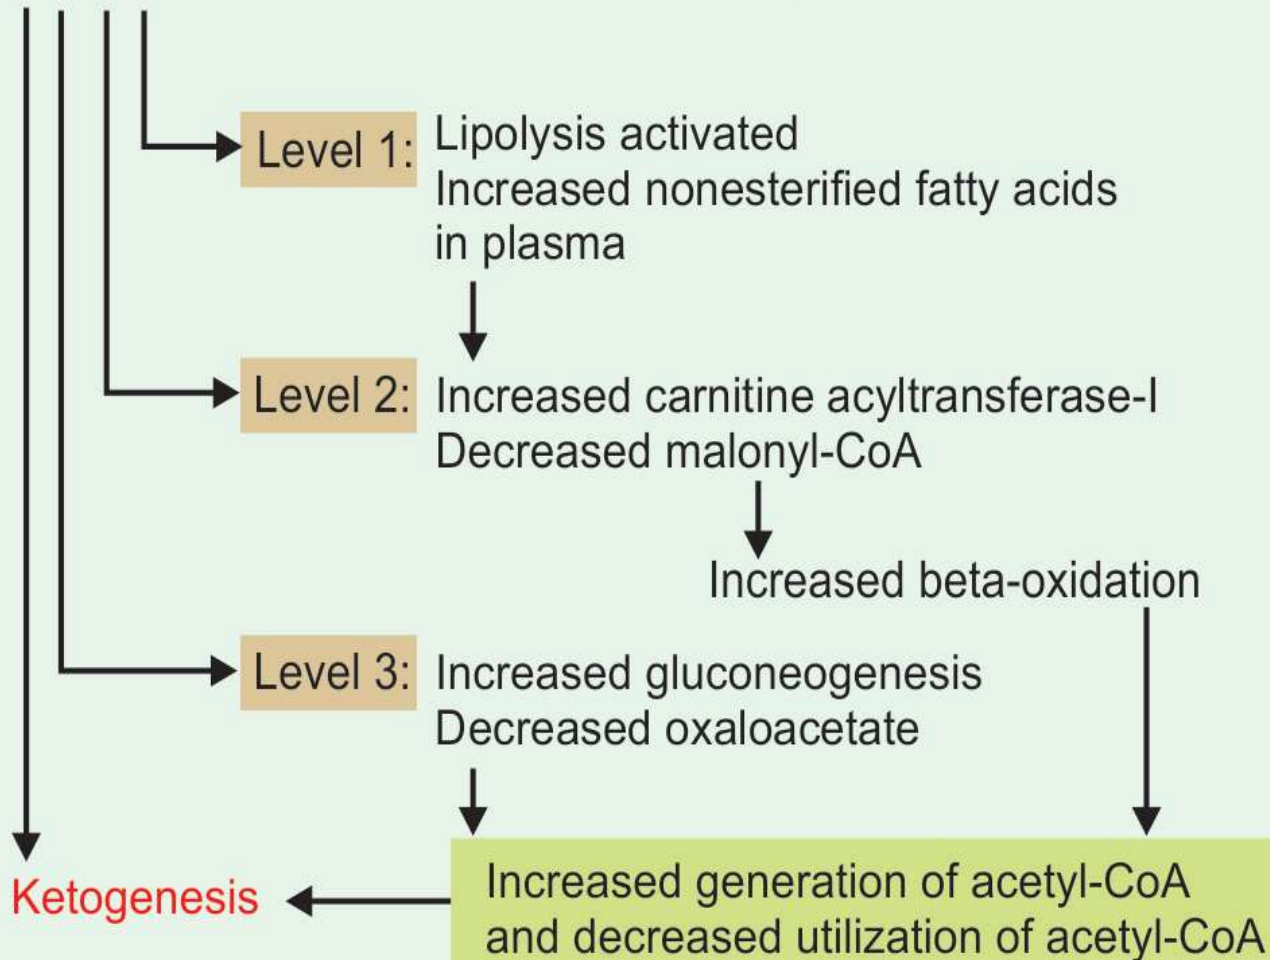 Level 1: Lipolysis activated
Increased nonesterified fatty acids
in plasma
Level 2: Increased carnitine acyltransferase-I
Decreased malonyl-CoA
Increased beta-oxidation
Level 3: Increased gluconeogenesis
Decreased oxaloacetate
Ketogenesis
Increased generation of acetyl-CoA
and decreased utilization of acetyl-CoA